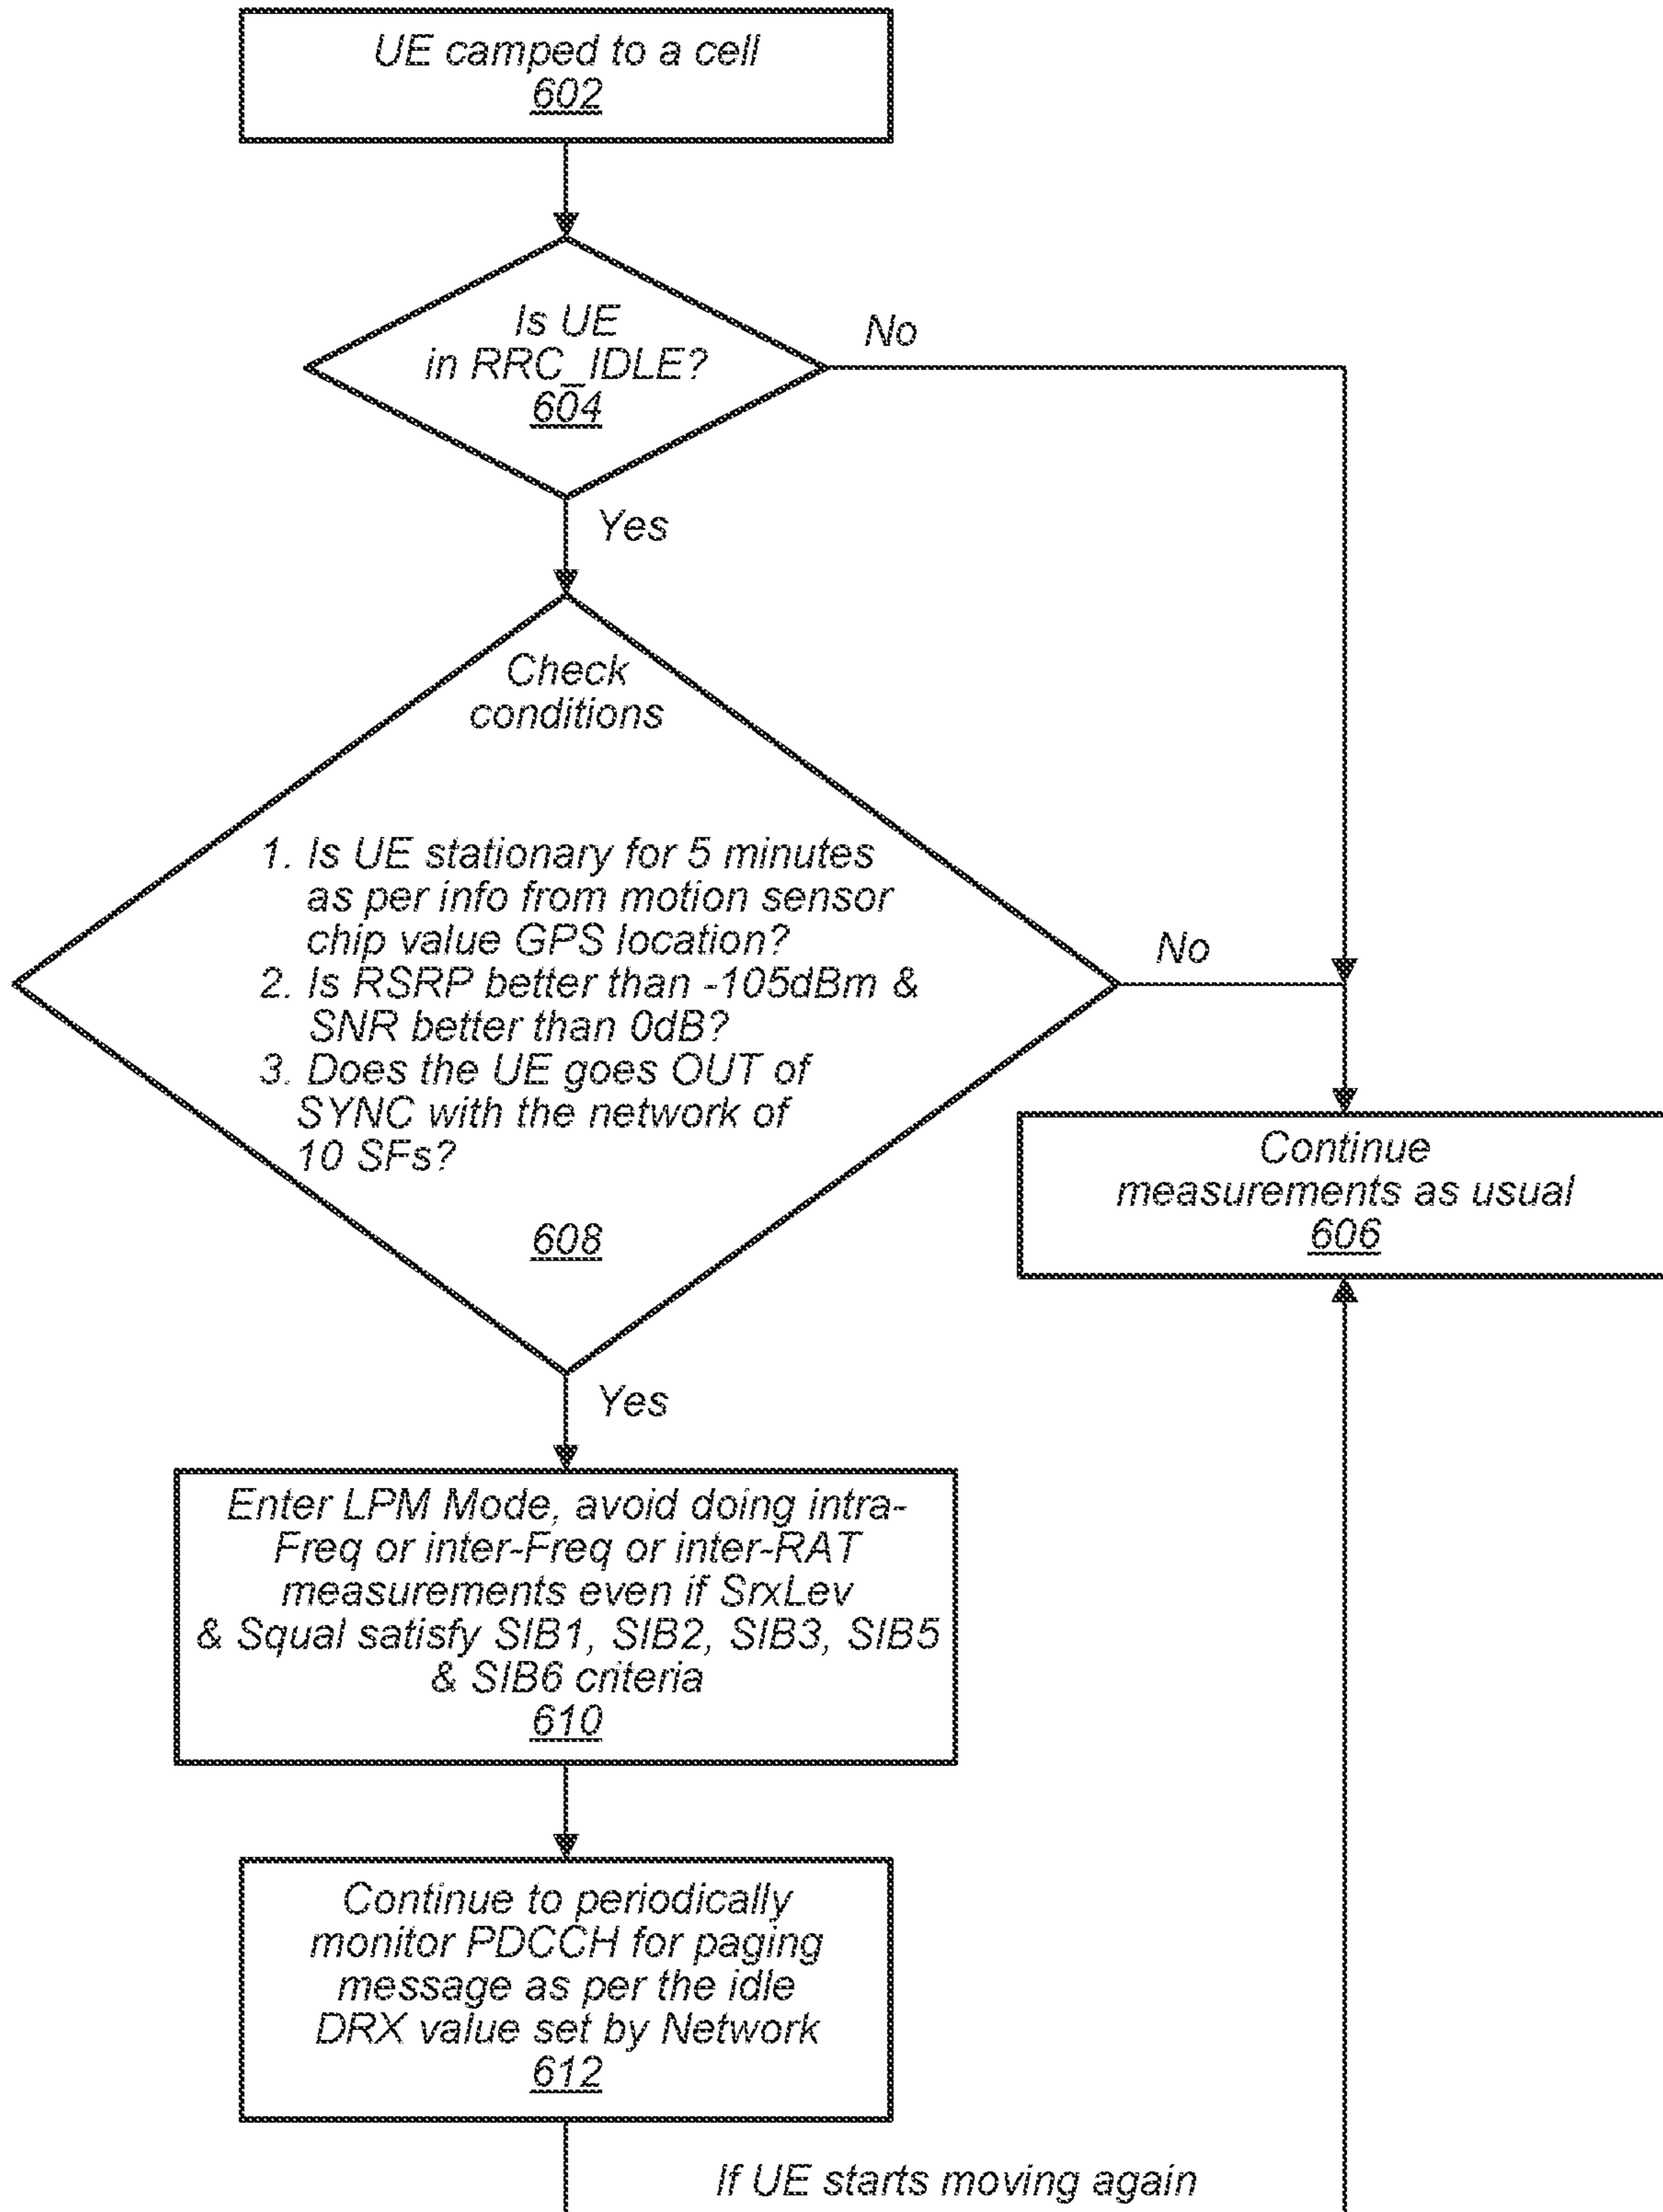 UE camped to a cell
602
Is UE
in RRC_IDLE?
604
No
Yes
Check
conditions
1. Is UE stationary for 5 minutes
as per info from motion sensor
chip value GPS location?
2. Is RSRP better than -105dBm &
SNR better than 0dB?
3. Does the UE goes OUT of
SYNC with the network of
10 SFs?
608
No
Continue
measurements as usual
606
Yes
Enter LPM Mode, avoid doing intra-
Freq or inter-Freq or inter-RAT
measurements even if SrxLev
& Squal satisfy SIB1, SIB2, SIB3, SIB5
& SIB6 criteria
610
Continue to periodically
monitor PDCCH for paging
message as per the idle
DRX value set by Network
612
If UE starts moving again